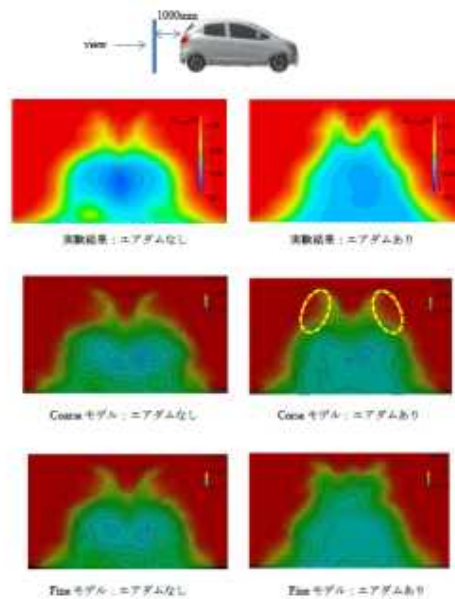 1000mm
view
実験結果：エアダムなし
実験結果：エアダムあり
Coarse モデル：エアダムなし
Corse モデル：エアダムあり
Fine モデル：エアダムなし
Fine モデル：エアダムあり